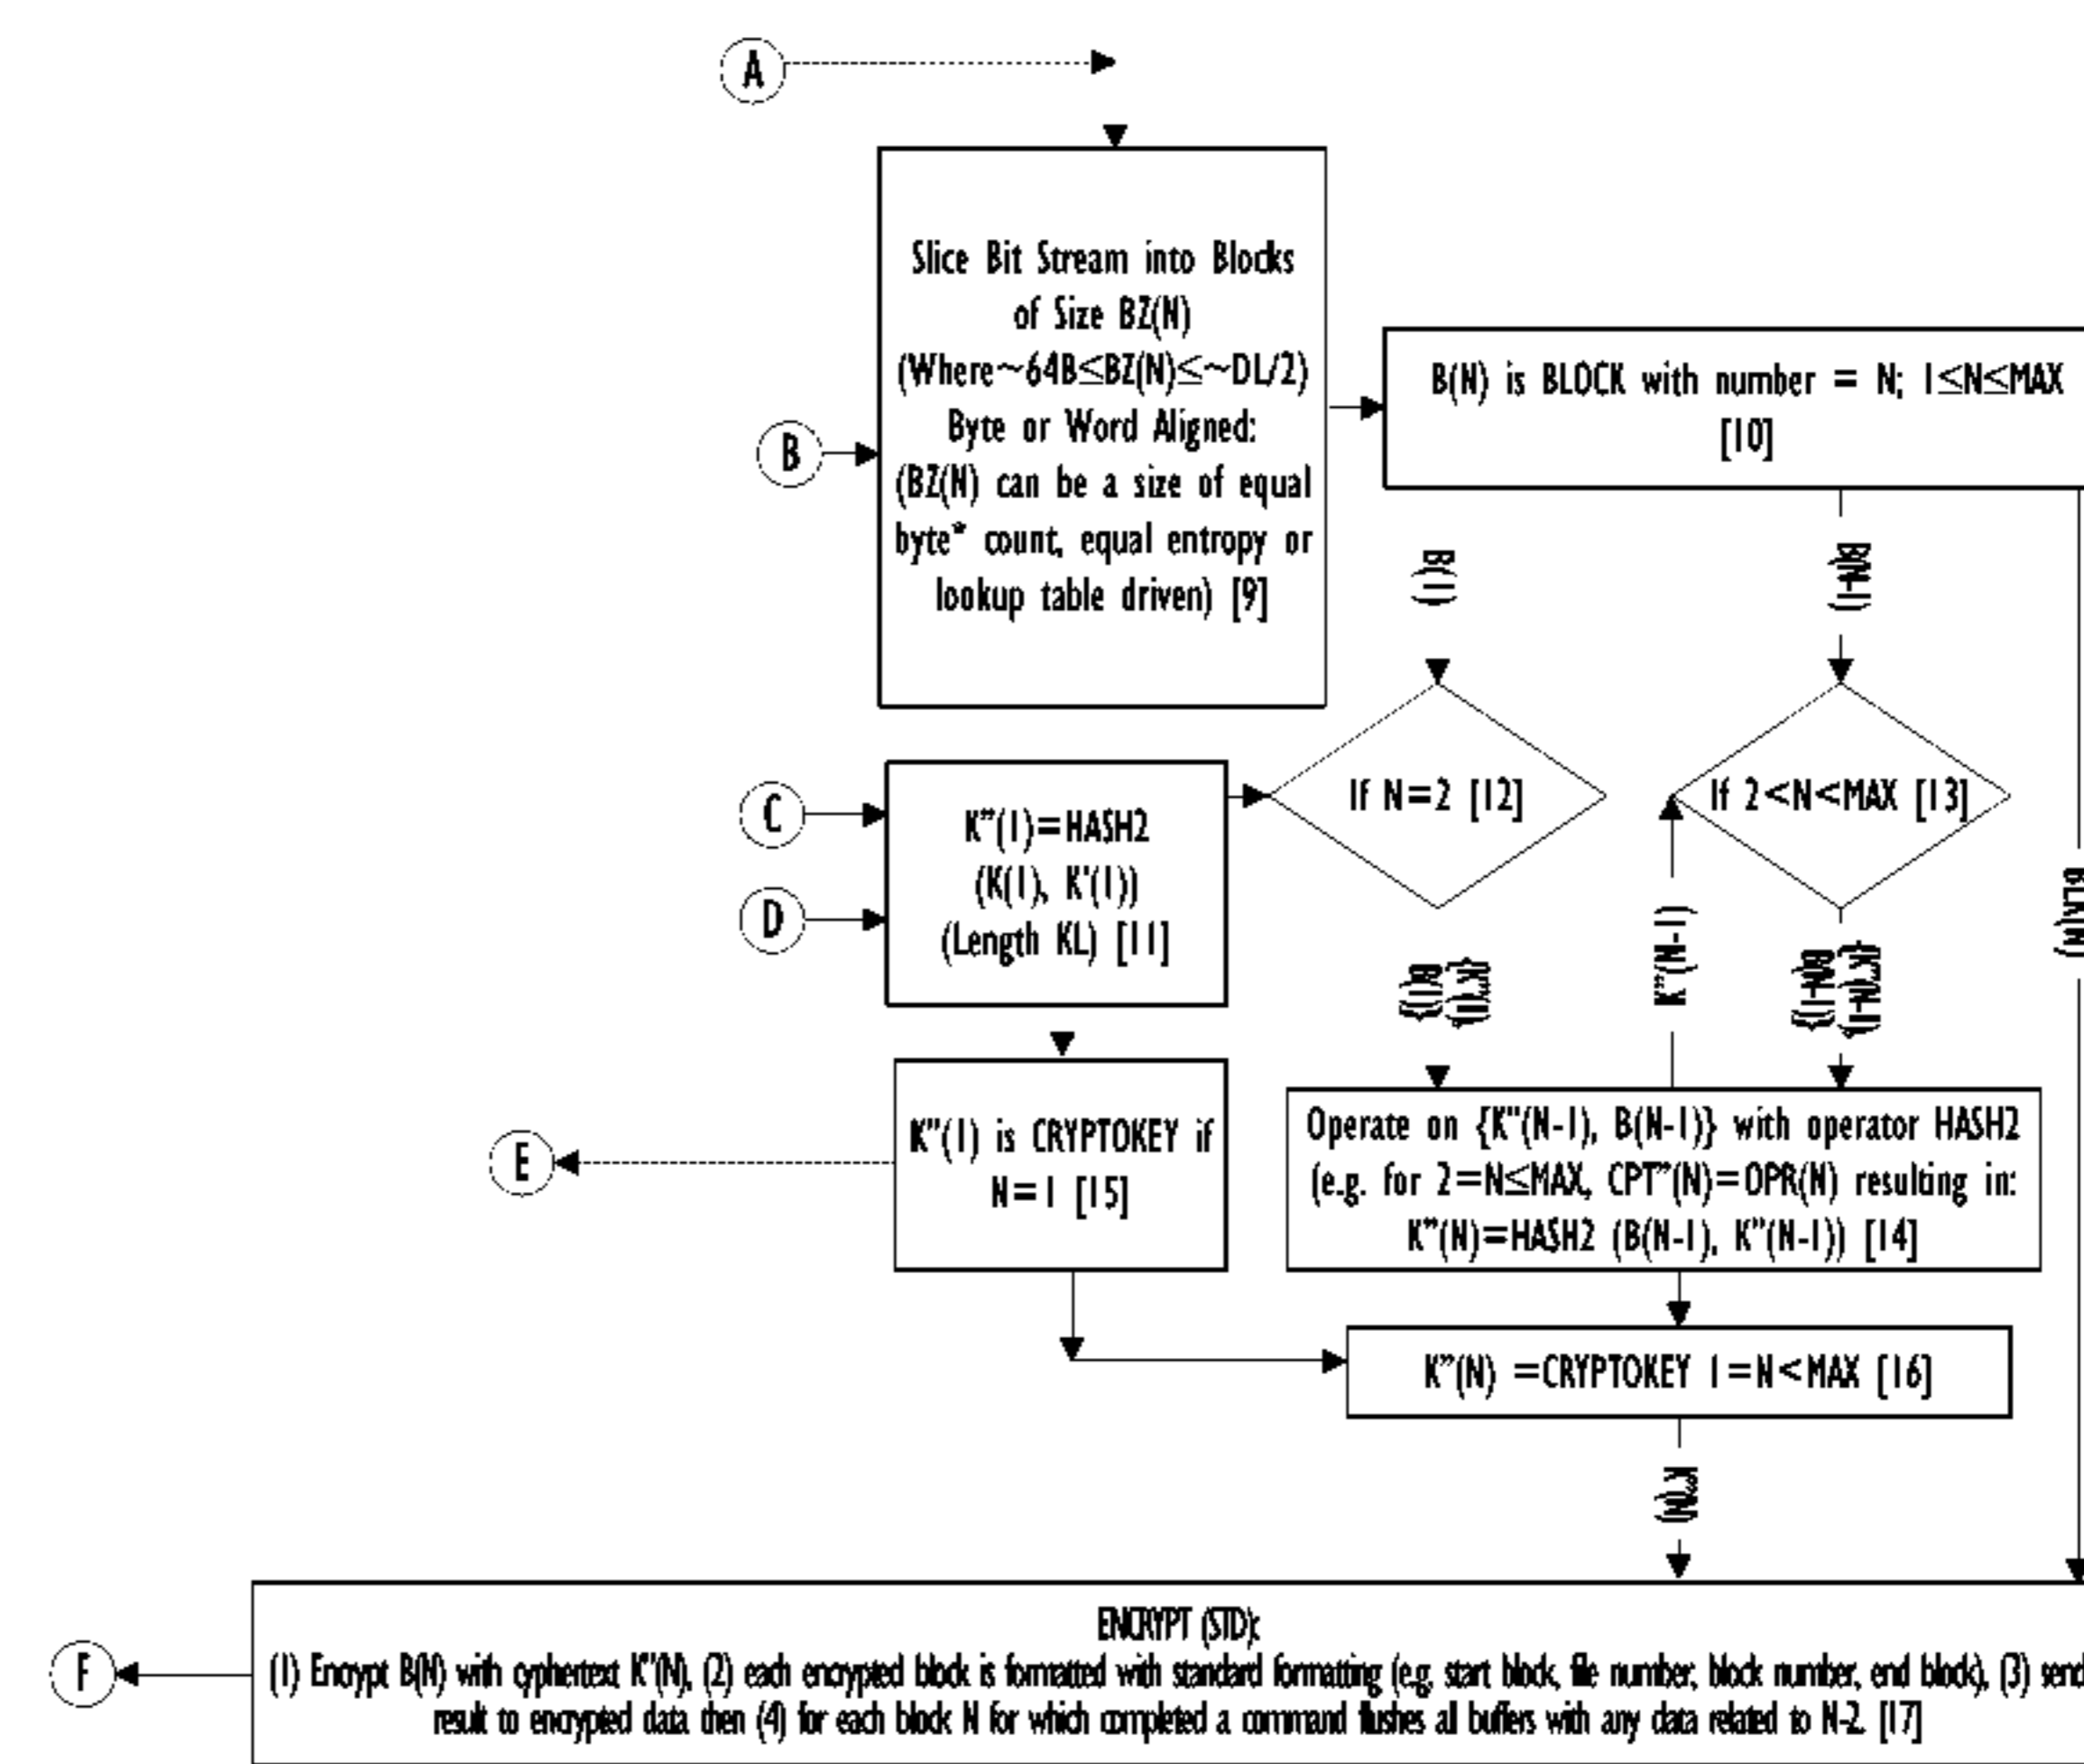 A
Slice Bit Stream into Blocks
of Size BZ(N)
(Where~64B≤BZ(N)≤~DL/2)
Byte or Word Aligned:
(BZ(N) can be a size of equal
byte* count, equal entropy or
lookup table driven) [9]
B
B(N) is BLOCK with number = N; 1≤N≤MAX
[10]
B(1)
B(N-1)
C
D
K"(1)=HASH2
(K(1), K'(1))
(Length KL) [11]
If N=2 [12]
If 2<N<MAX [13]
BLK(N)
{K"(1),
B(1)}
K"(N-1)
{K"(N-1),
B(N-1)}
E
K"(1) is CRYPTOKEY if
N=1 [15]
Operate on {K"(N-1), B(N-1)} with operator HASH2
(e.g. for 2=N≤MAX, CPT"(N)=OPR(N) resulting in:
K"(N)=HASH2 (B(N-1), K"(N-1)) [14]
K"(N) =CRYPTOKEY 1=N<MAX [16]
K"(N)
F
ENCRYPT (STD):
(1) Encrypt B(N) with cyphertext K"(N), (2) each encrypted block is formatted with standard formatting (e.g. start block, file number, block number, end block), (3) send
result to encrypted data then (4) for each block N for which completed a command flushes all buffers with any data related to N-2. [17]